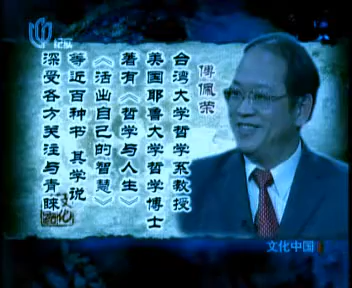 纪实
傅佩荣
台湾大学哲学系教授
美国耶鲁大学哲学博士
著有《哲学与人生》
《活出自己的智慧》
等近百种书 其学说
深受各方关注与青睐
文化中国